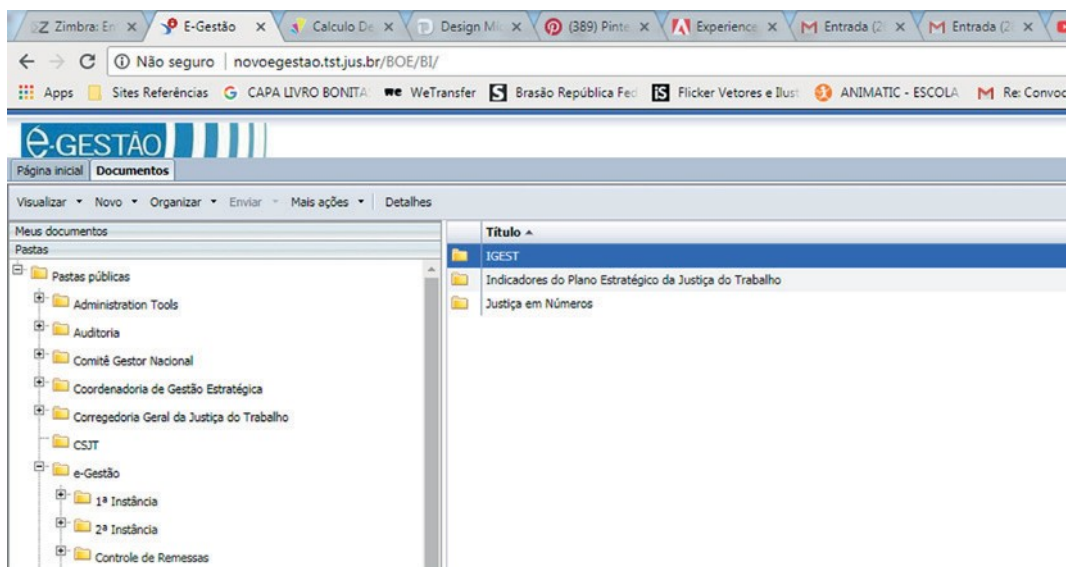 Zimbra: En E-Gestão Calculo De Design Mic (389) Pinte Experience Entrada (2 Entrada (2
Não seguro novoegestao.tst.jus.br/BOE/BI/
Apps Sites Referências CAPA LIVRO BONITA WeTransfer Brasão República Fed Flicker Vetores e Ilust ANIMATIC - ESCOLA Re: Convoc
e-GESTÃO
Página inicial Documentos
Visualizar Novo Organizar Enviar Mais ações Detalhes
Meus documentos
Título
Pastas
IGEST
Pastas públicas
Indicadores do Plano Estratégico da Justiça do Trabalho
Administration Tools
Justiça em Números
Auditoria
Comitê Gestor Nacional
Coordenadoria de Gestão Estratégica
Corregedoria Geral da Justiça do Trabalho
CSJT
e-Gestão
1ª Instância
2ª Instância
Controle de Remessas